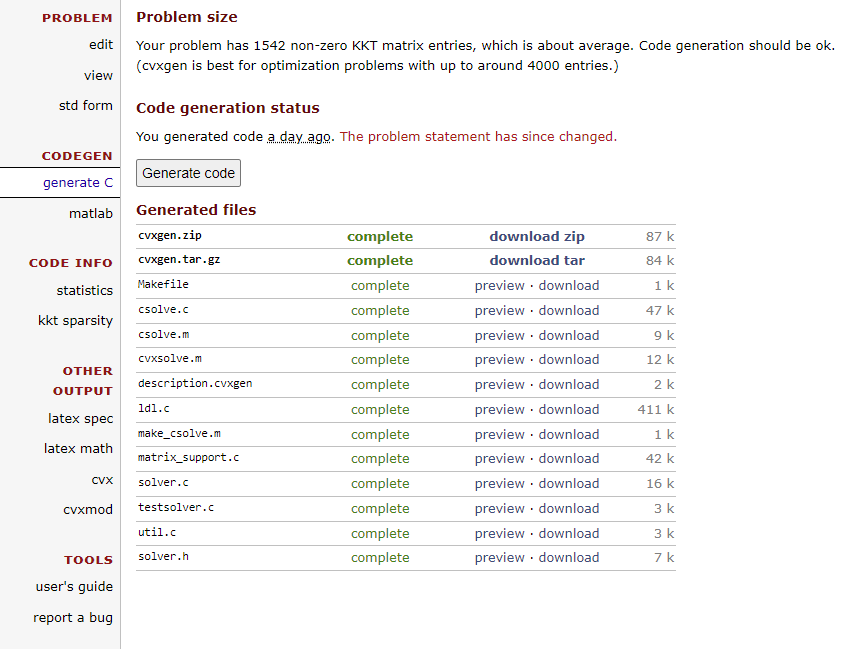 PROBLEM
edit
view
std form
CODEGEN
generate C
matlab
CODE INFO
statistics
kkt sparsity
OTHER
OUTPUT
latex spec
latex math
cvx
cvxmod
TOOLS
user's guide
report a bug
Problem size
Your problem has 1542 non-zero KKT matrix entries, which is about average. Code generation should be ok.
(cvxgen is best for optimization problems with up to around 4000 entries.)
Code generation status
You generated code a day ago. The problem statement has since changed.
Generate code
Generated files
cvxgen.zip complete download zip 87 k
cvxgen.tar.gz complete download tar 84 k
Makefile complete preview · download 1 k
csolve.c complete preview · download 47 k
csolve.m complete preview · download 9 k
cvxsolve.m complete preview · download 12 k
description.cvxgen complete preview · download 2 k
ldl.c complete preview · download 411 k
make_csolve.m complete preview · download 1 k
matrix_support.c complete preview · download 42 k
solver.c complete preview · download 16 k
testsolver.c complete preview · download 3 k
util.c complete preview · download 3 k
solver.h complete preview · download 7 k